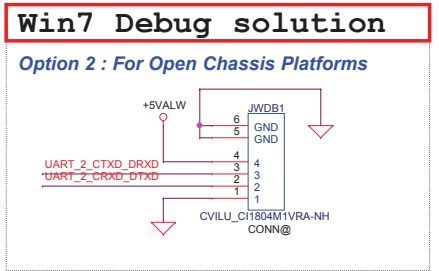 Win7 Debug solution
Option 2 : For Open Chassis Platforms
+5VALW
JWDB1
6 GND
5 GND
4 4
UART_2_CTXD_DRXD 3 3
UART_2_CRXD_DTXD 2 2
1 1
CVILU_CI1804M1VRA-NH
CONN@